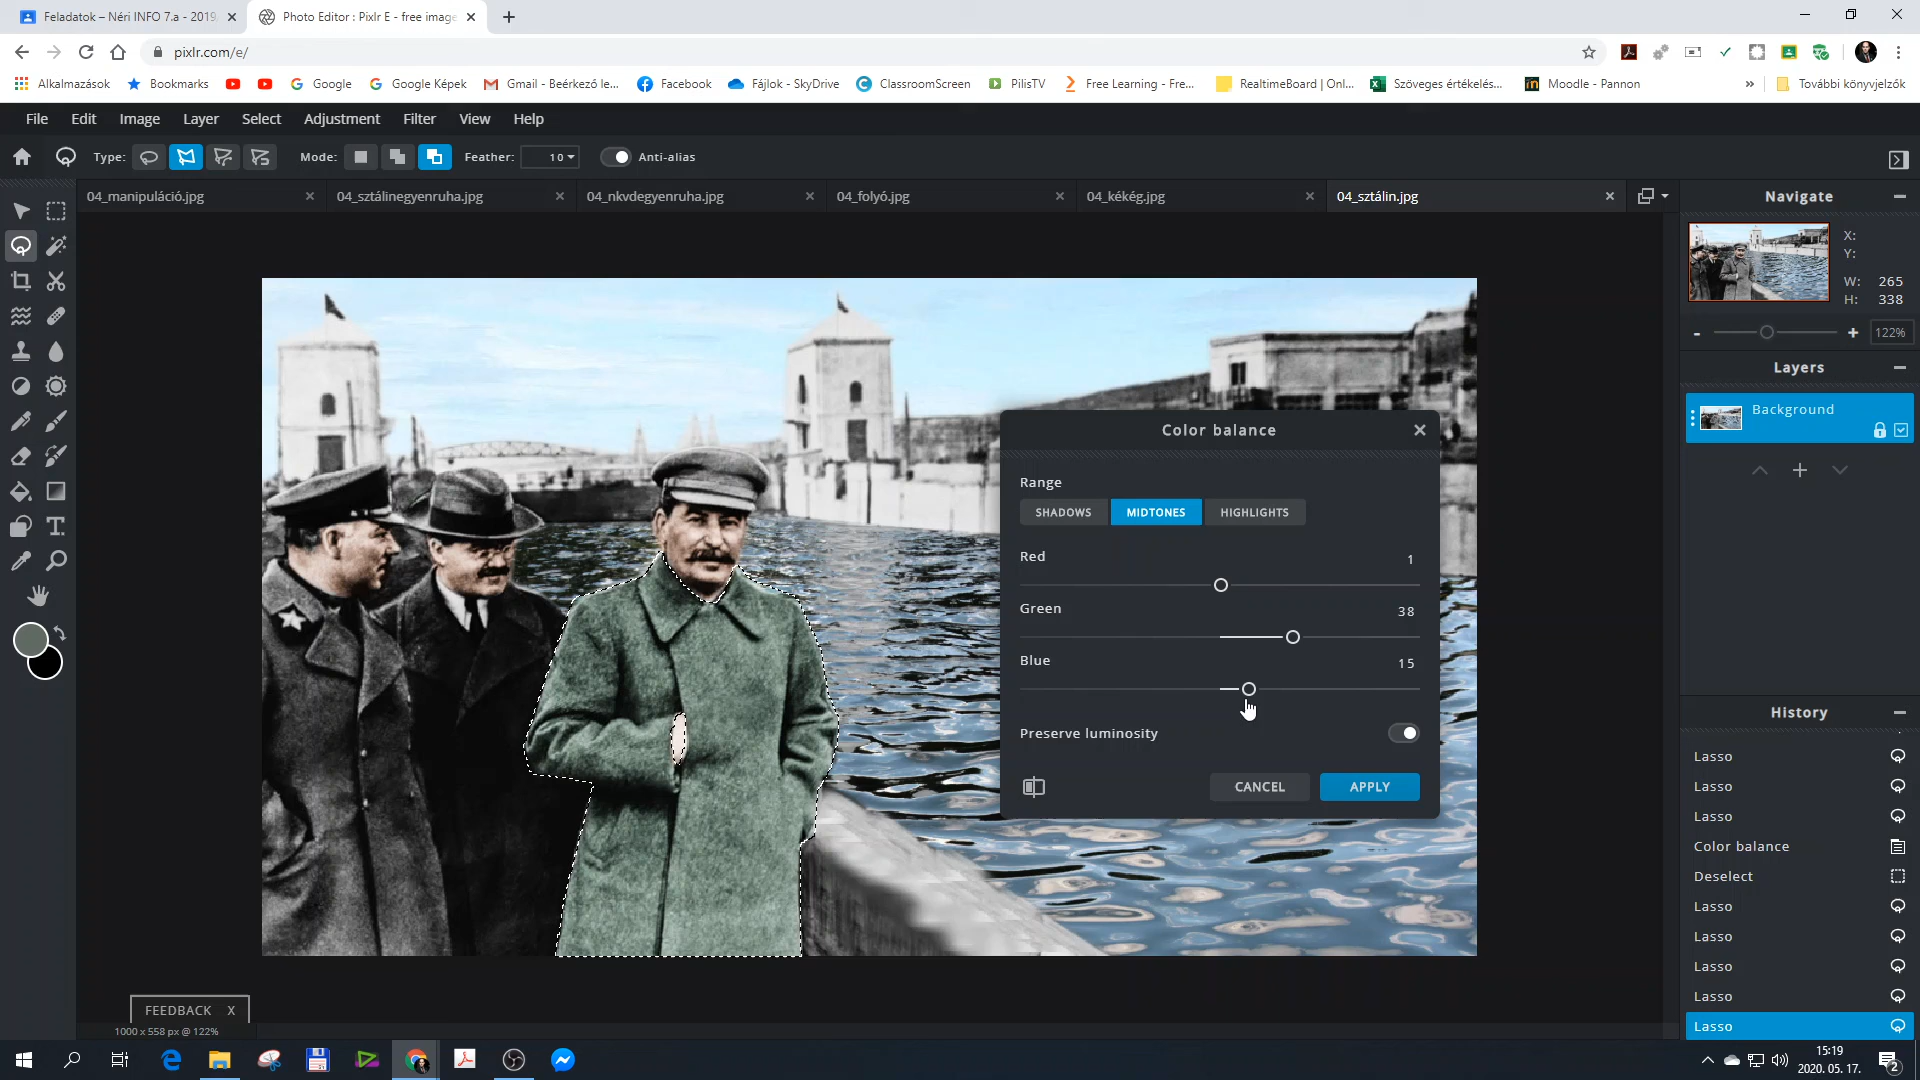 Feladatok – Néri INFO 7.a - 2019
Photo Editor : Pixlr E - free image
pixlr.com/e/
Alkalmazások
Bookmarks
Google
Google Képek
Gmail - Beérkező le...
Facebook
Fájlok - SkyDrive
ClassroomScreen
PilisTV
Free Learning - Fre...
RealtimeBoard | Onl...
Szöveges értékelés...
Moodle - Pannon
»
További könyvjelzők
File Edit Image Layer Select Adjustment Filter View Help
Type:
Mode:
Feather: 10
Anti-alias
04_manipuláció.jpg
04_sztálinegyenruha.jpg
04_nkvdegyenruha.jpg
04_folyó.jpg
04_kékég.jpg
04_sztálin.jpg
Navigate
X:
Y:
W: 265
H: 338
- + 122%
Layers
Background
Color balance
Range
SHADOWS MIDTONES HIGHLIGHTS
Red 1
Green 38
Blue 15
Preserve luminosity
CANCEL APPLY
History
Lasso
Lasso
Lasso
Color balance
Deselect
Lasso
Lasso
Lasso
Lasso
Lasso
FEEDBACK X
1000 x 558 px @ 122%
15:19
2020. 05. 17.
2